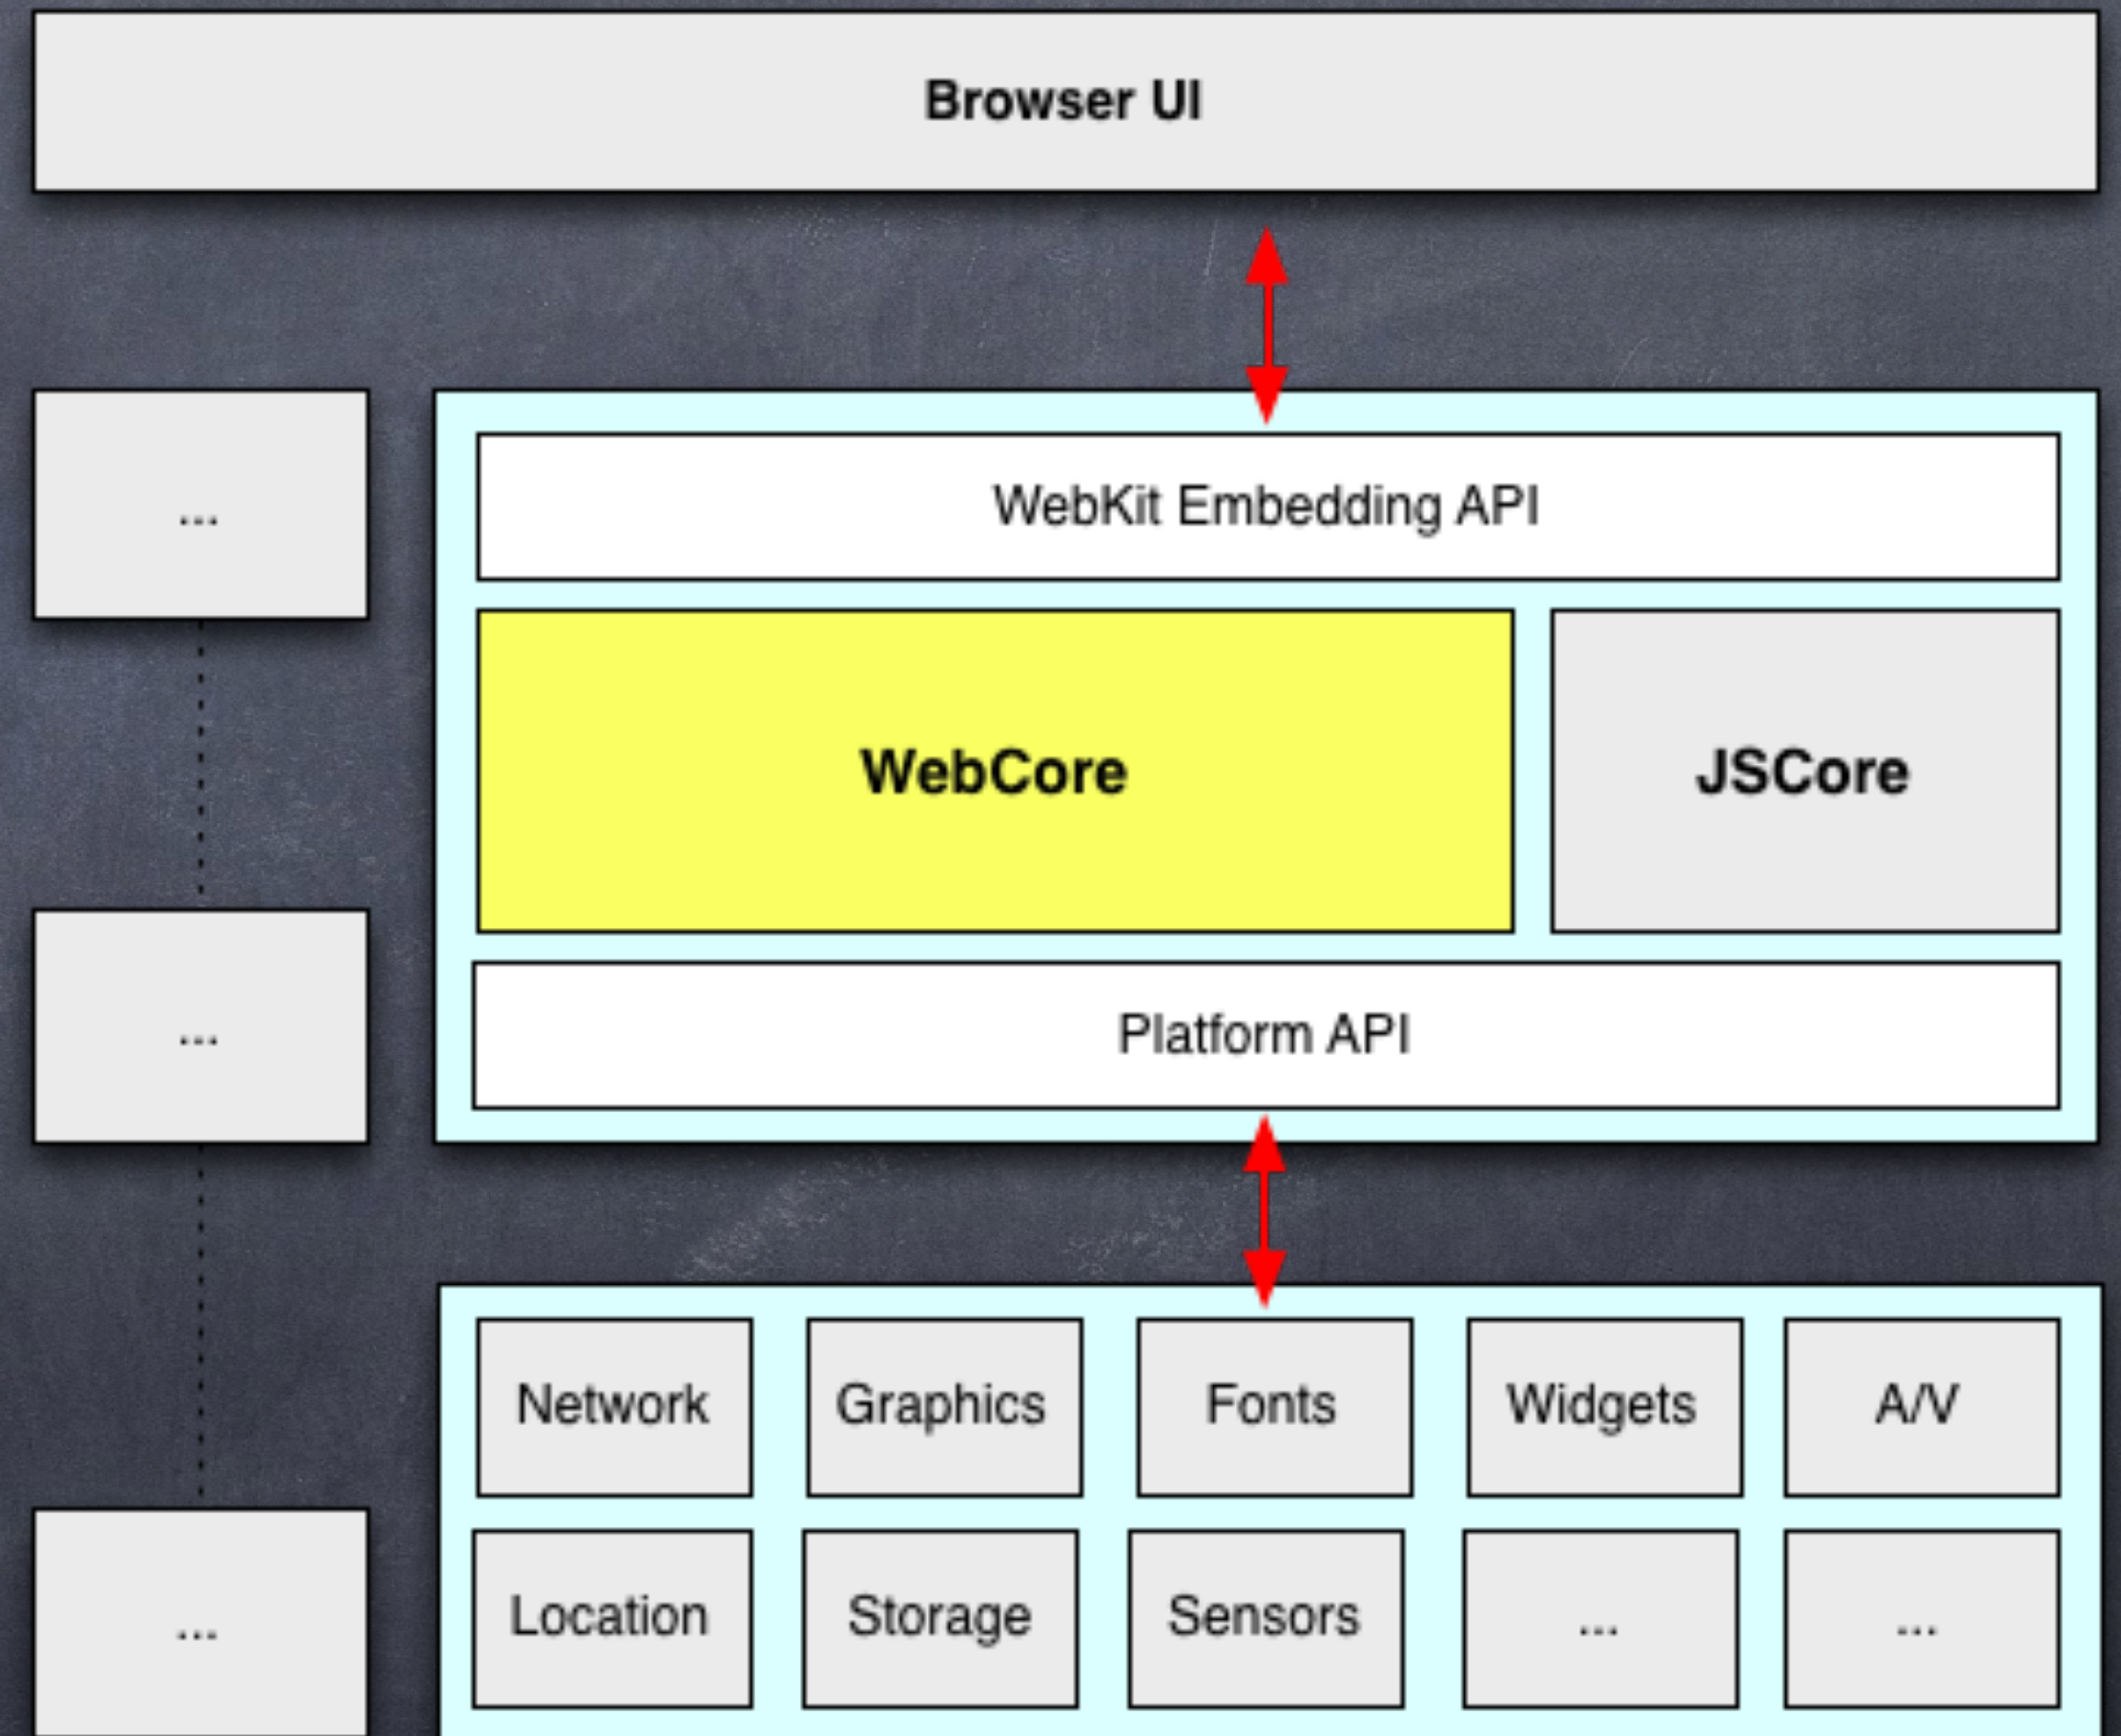 Browser UI
...
WebKit Embedding API
WebCore
JSCore
...
Platform API
Network
Graphics
Fonts
Widgets
A/V
...
Location
Storage
Sensors
...
...